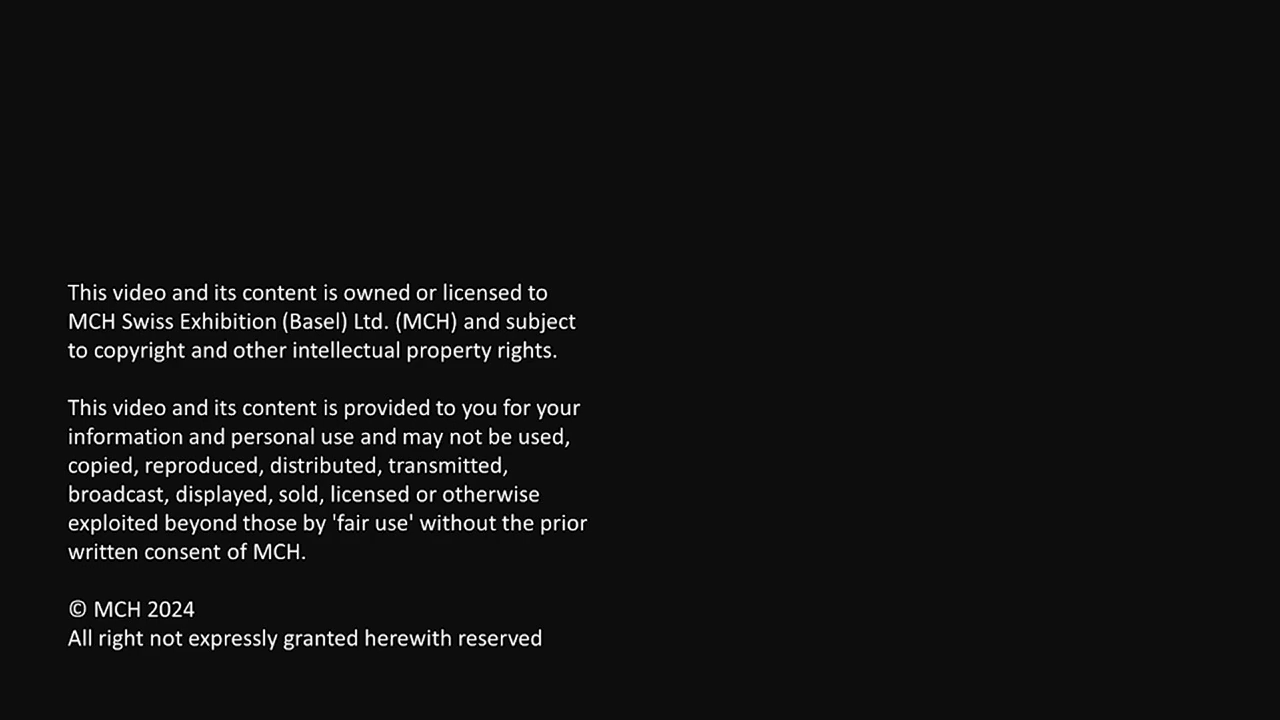 This video and its content is owned or licensed to
MCH Swiss Exhibition (Basel) Ltd. (MCH) and subject
to copyright and other intellectual property rights.
This video and its content is provided to you for your
information and personal use and may not be used,
copied, reproduced, distributed, transmitted,
broadcast, displayed, sold, licensed or otherwise
exploited beyond those by 'fair use' without the prior
written consent of MCH.
© MCH 2024
All right not expressly granted herewith reserved